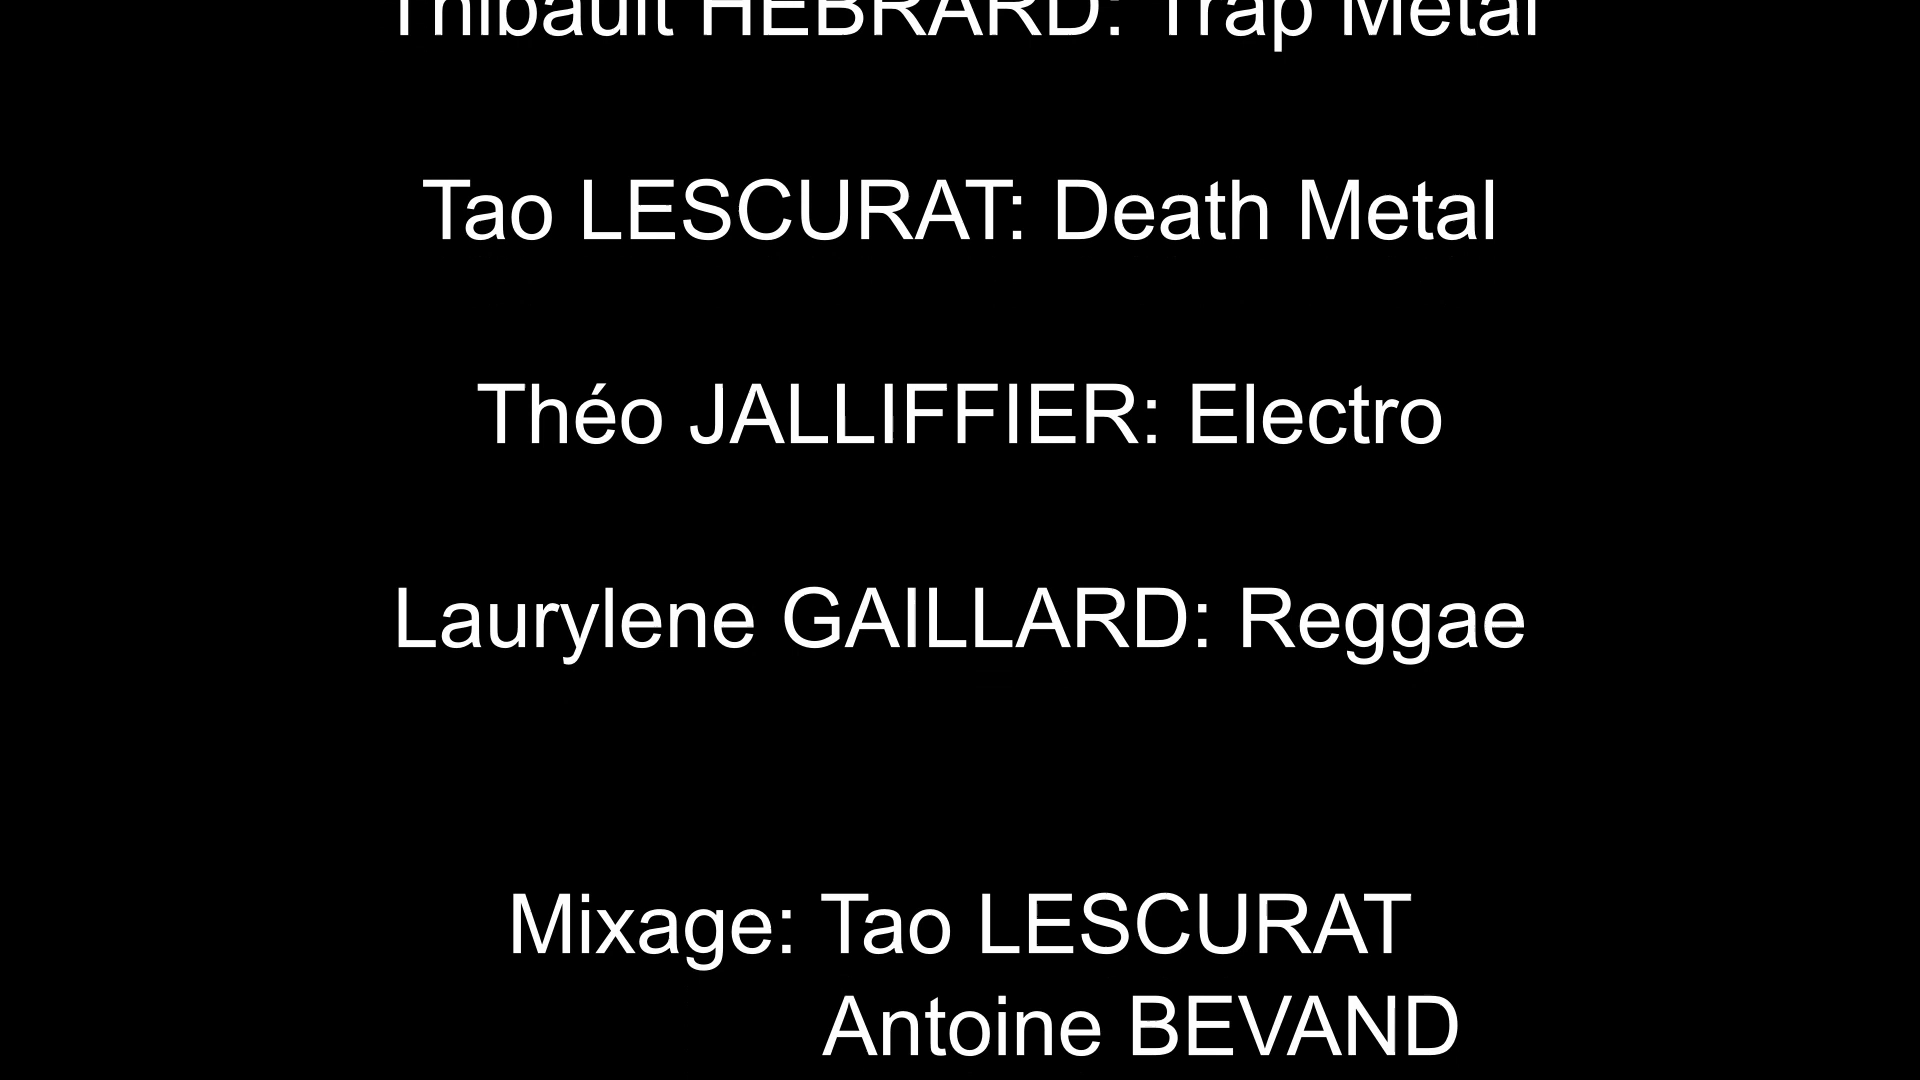 Thibault HEBRARD: Trap Metal
Tao LESCURAT: Death Metal
Théo JALLIFFIER: Electro
Laurylene GAILLARD: Reggae
Mixage: Tao LESCURAT
Antoine BEVAND